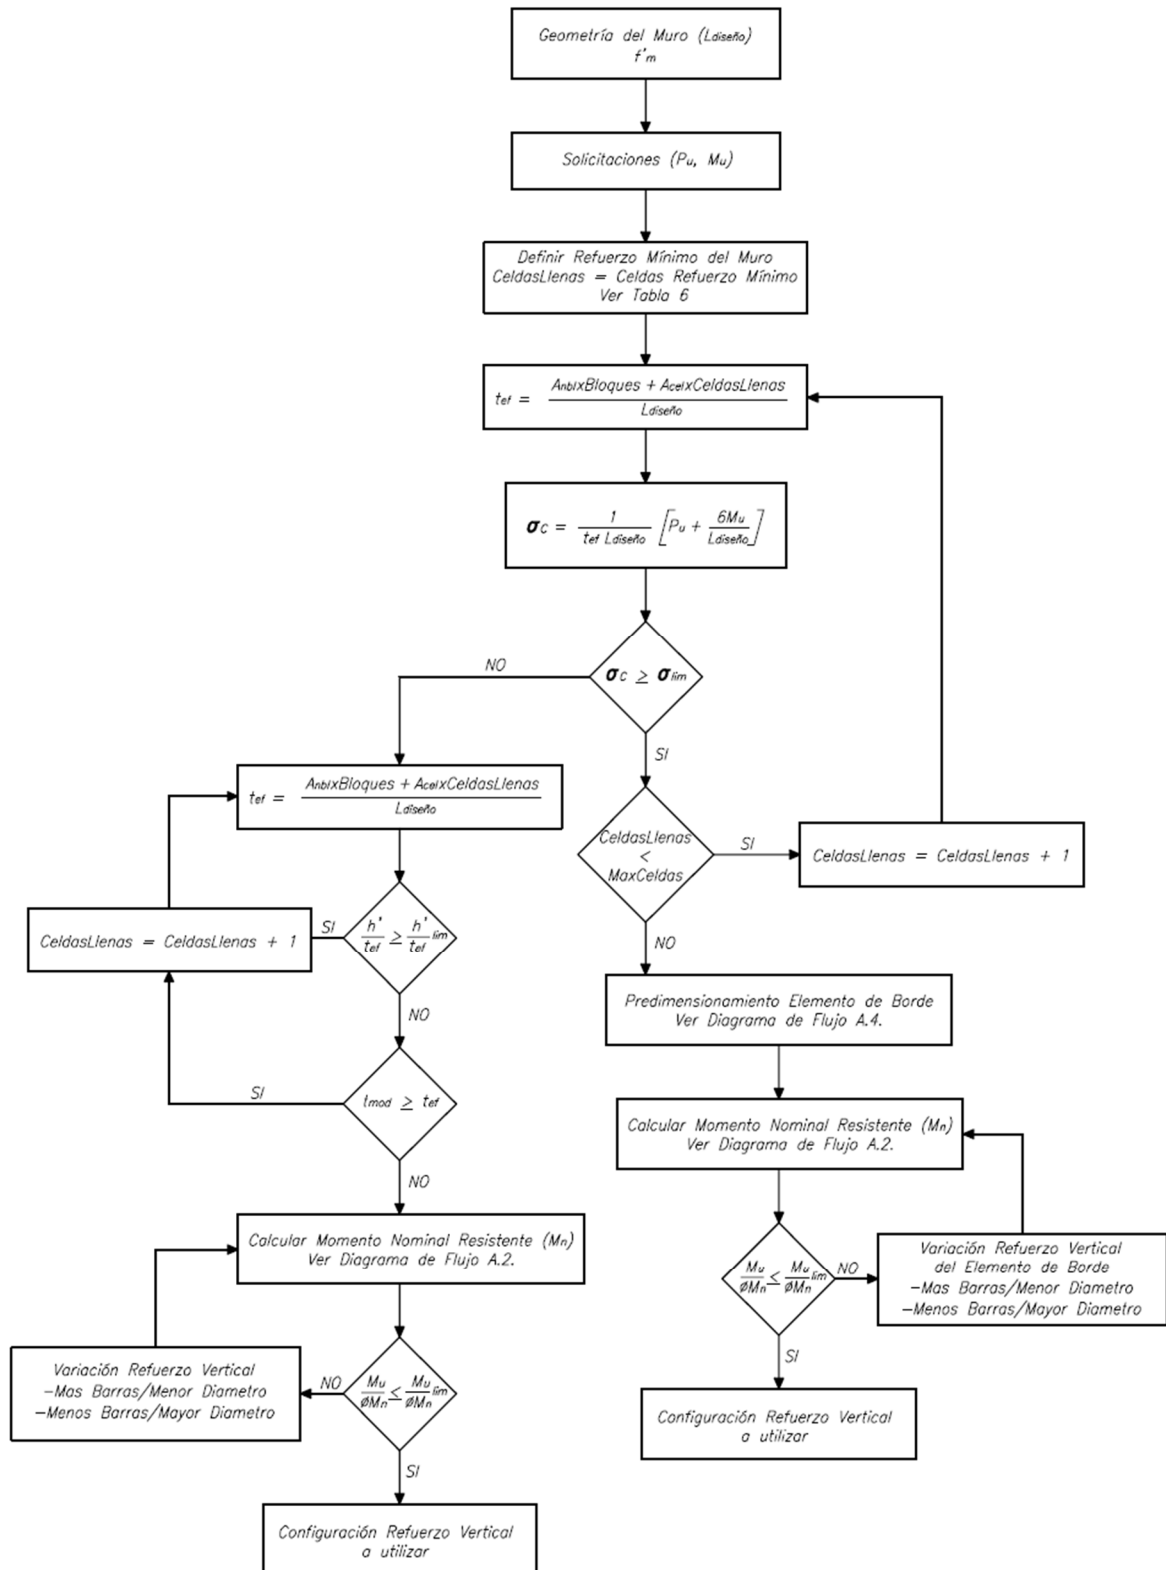 Geometría del Muro (Ldiseño)
f'm
Solicitaciones (Pu, Mu)
Definir Refuerzo Mínimo del Muro
CeldasLlenas = Celdas Refuerzo Mínimo
Ver Tabla 6
tef = AnblxBloques + AcelxCeldasLlenas
Ldiseño
σc = 1 / tef Ldiseño [Pu + 6Mu / Ldiseño]
σc ≥ σlim
NO
SI
tef = AnblxBloques + AcelxCeldasLlenas
Ldiseño
CeldasLlenas
<
MaxCeldas
SI
CeldasLlenas = CeldasLlenas + 1
NO
CeldasLlenas = CeldasLlenas + 1
SI
h'/tef ≥ h'/tef lim
NO
Predimensionamiento Elemento de Borde
Ver Diagrama de Flujo A.4.
SI
tmod ≥ tef
NO
Calcular Momento Nominal Resistente (Mn)
Ver Diagrama de Flujo A.2.
Calcular Momento Nominal Resistente (Mn)
Ver Diagrama de Flujo A.2.
Mu/ØMn ≤ Mu/ØMn lim
NO
Variación Refuerzo Vertical
del Elemento de Borde
-Mas Barras/Menor Diametro
-Menos Barras/Mayor Diametro
SI
Configuración Refuerzo Vertical
a utilizar
Variación Refuerzo Vertical
-Mas Barras/Menor Diametro
-Menos Barras/Mayor Diametro
NO
Mu/ØMn ≤ Mu/ØMn lim
SI
Configuración Refuerzo Vertical
a utilizar